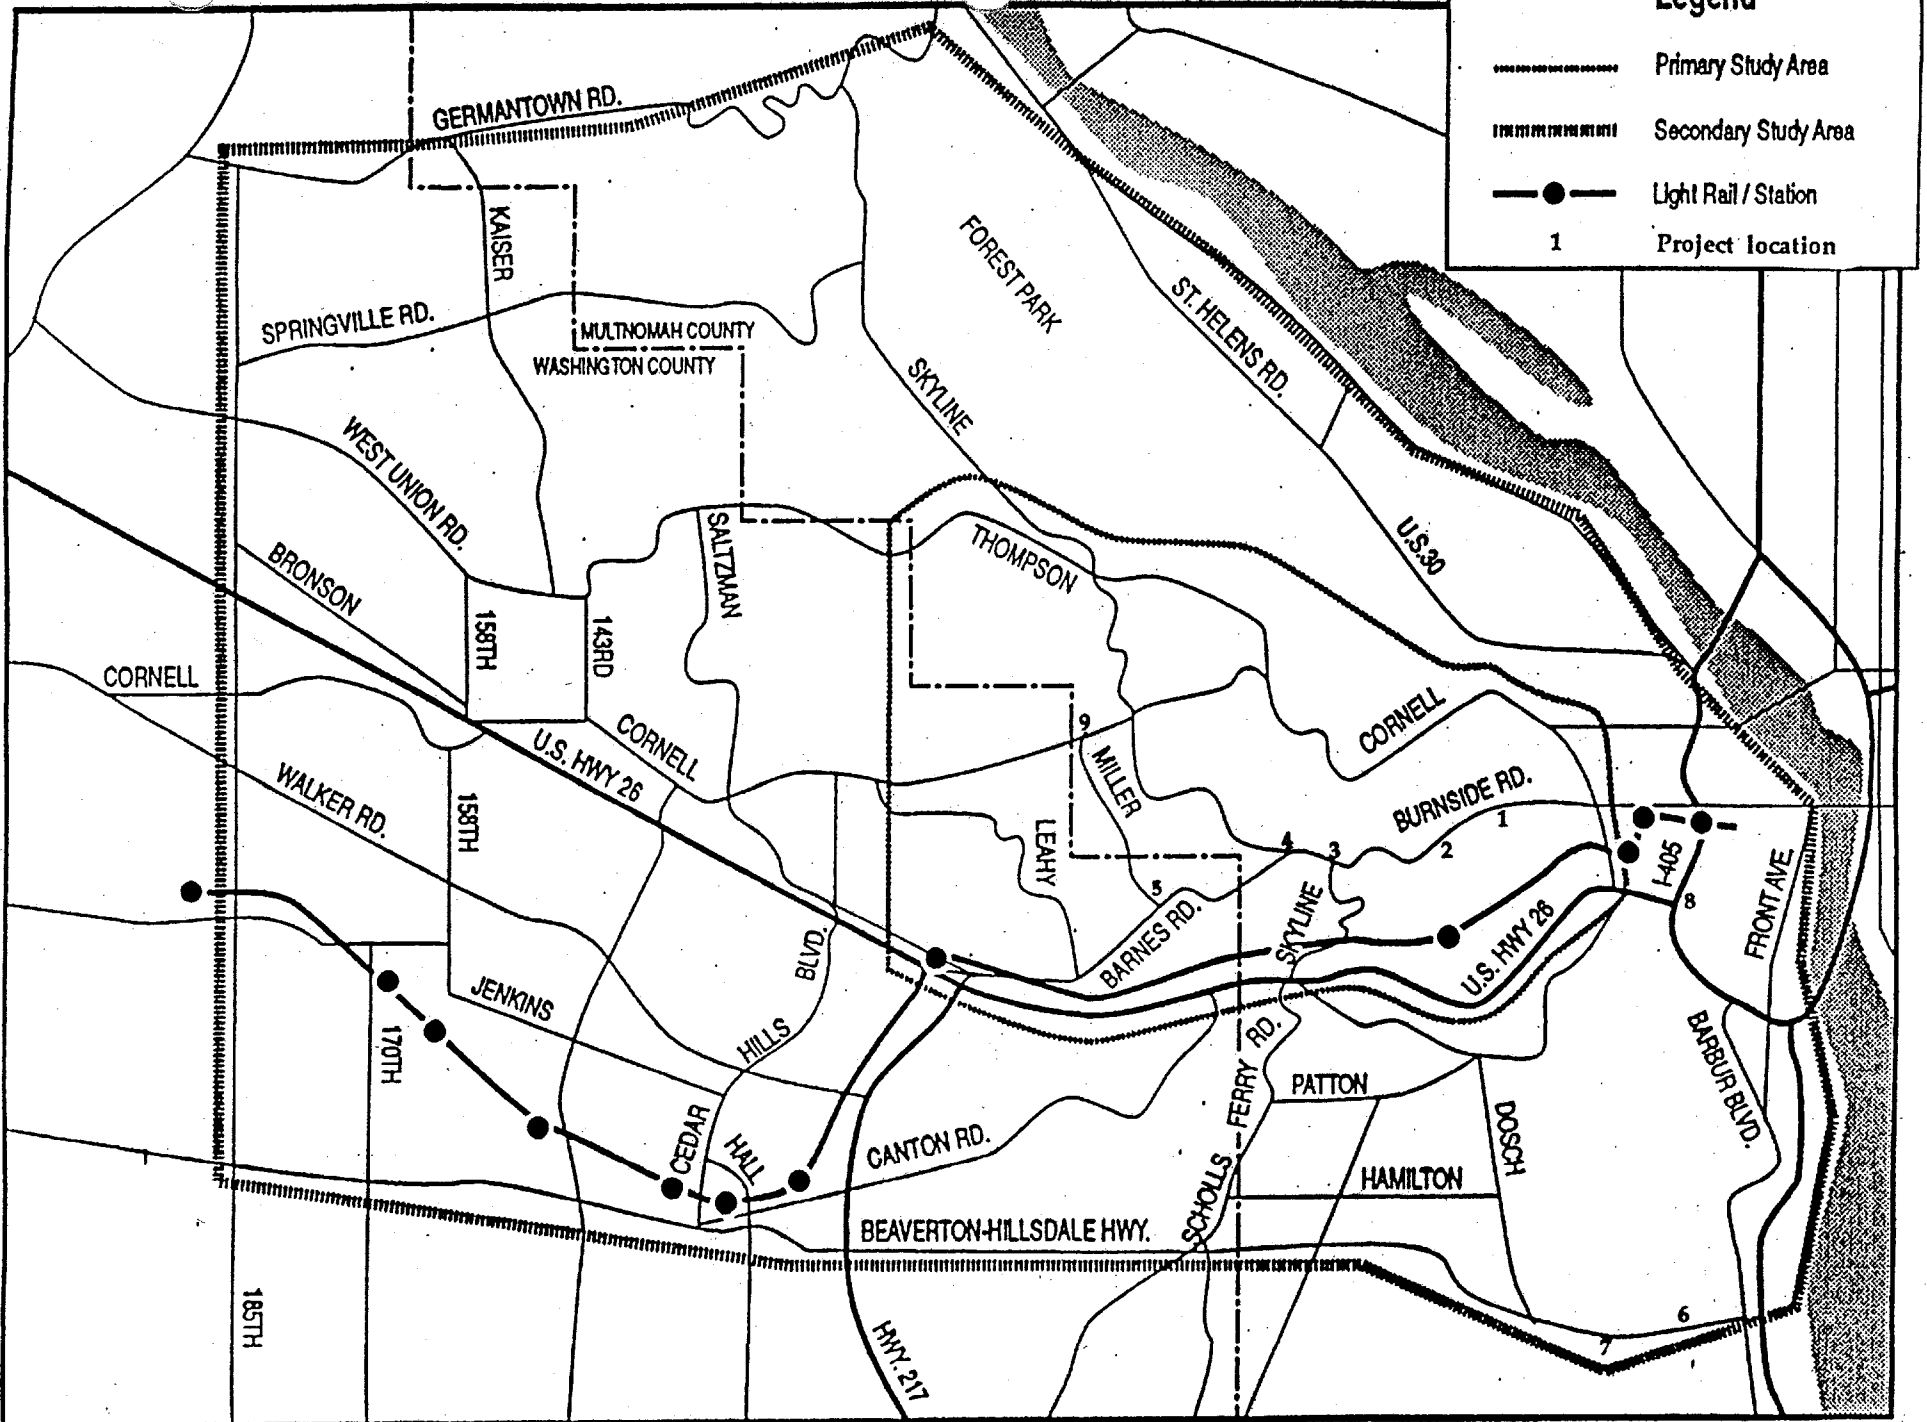 Legend
Primary Study Area
Secondary Study Area
Light Rail / Station
1 Project location
GERMANTOWN RD.
KAISER
SPRINGVILLE RD.
MULTNOMAH COUNTY
WASHINGTON COUNTY
FOREST PARK
ST. HELENS RD.
SKYLINE
WEST UNION RD.
BRONSON
SALTZMAN
THOMPSON
U.S.30
158TH
143RD
CORNELL
CORNELL
U.S. HWY 26
CORNELL
9
MILLER
WALKER RD.
158TH
LEAHY
BURNSIDE RD.
1
2
3
4
5
I-405
8
FRONT AVE.
SKYLINE
BARNES RD.
U.S. HWY 26
BLVD.
HILLS
CEDAR
JENKINS
170TH
HALL
CANTON RD.
SCHOLLS
FERRY
RD.
PATTON
DOSCH
HAMILTON
BARBUR BLVD.
BEAVERTON-HILLSDALE HWY.
185TH
HWY. 217
6
7